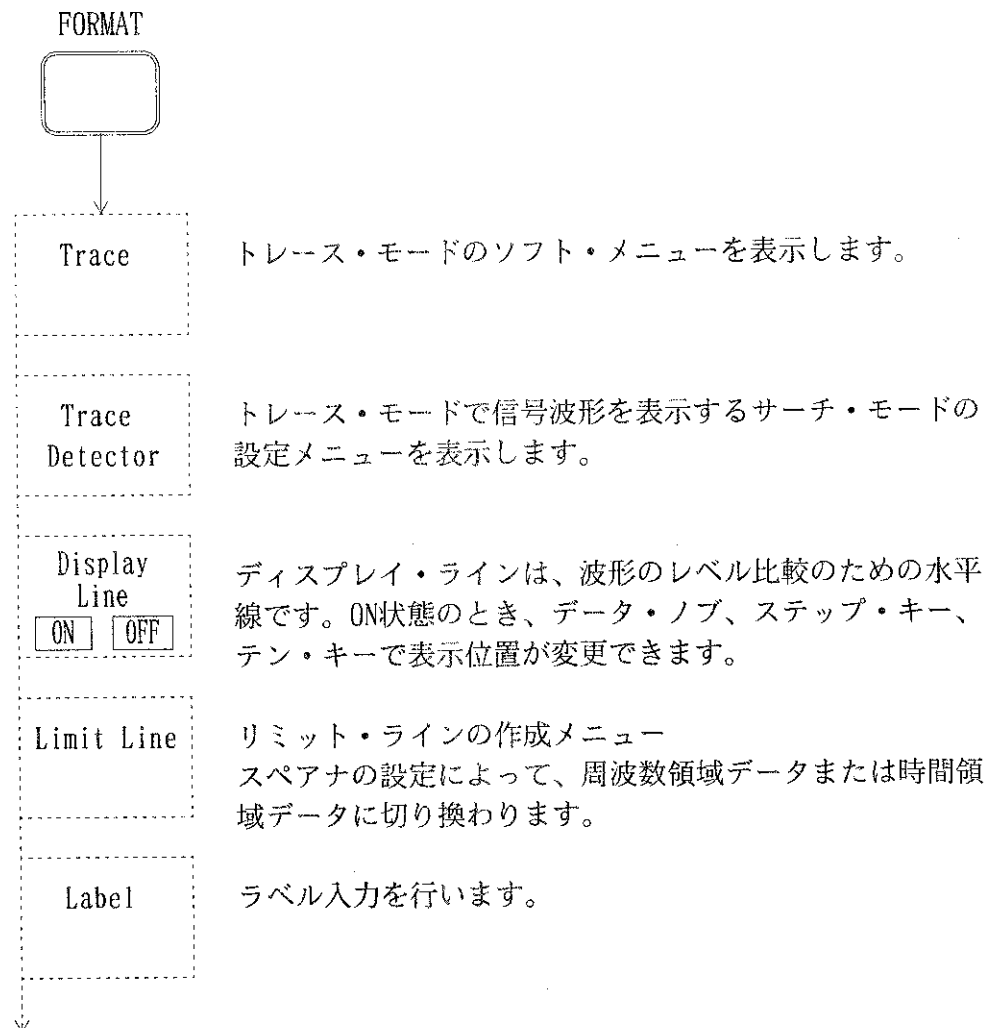 FORMAT
Trace
トレース・モードのソフト・メニューを表示します。
Trace
Detector
トレース・モードで信号波形を表示するサーチ・モードの
設定メニューを表示します。
Display
Line
ON OFF
ディスプレイ・ラインは、波形のレベル比較のための水平
線です。ON状態のとき、データ・ノブ、ステップ・キー、
テン・キーで表示位置が変更できます。
Limit Line
リミット・ラインの作成メニュー
スペアナの設定によって、周波数領域データまたは時間領
域データに切り換わります。
Label
ラベル入力を行います。